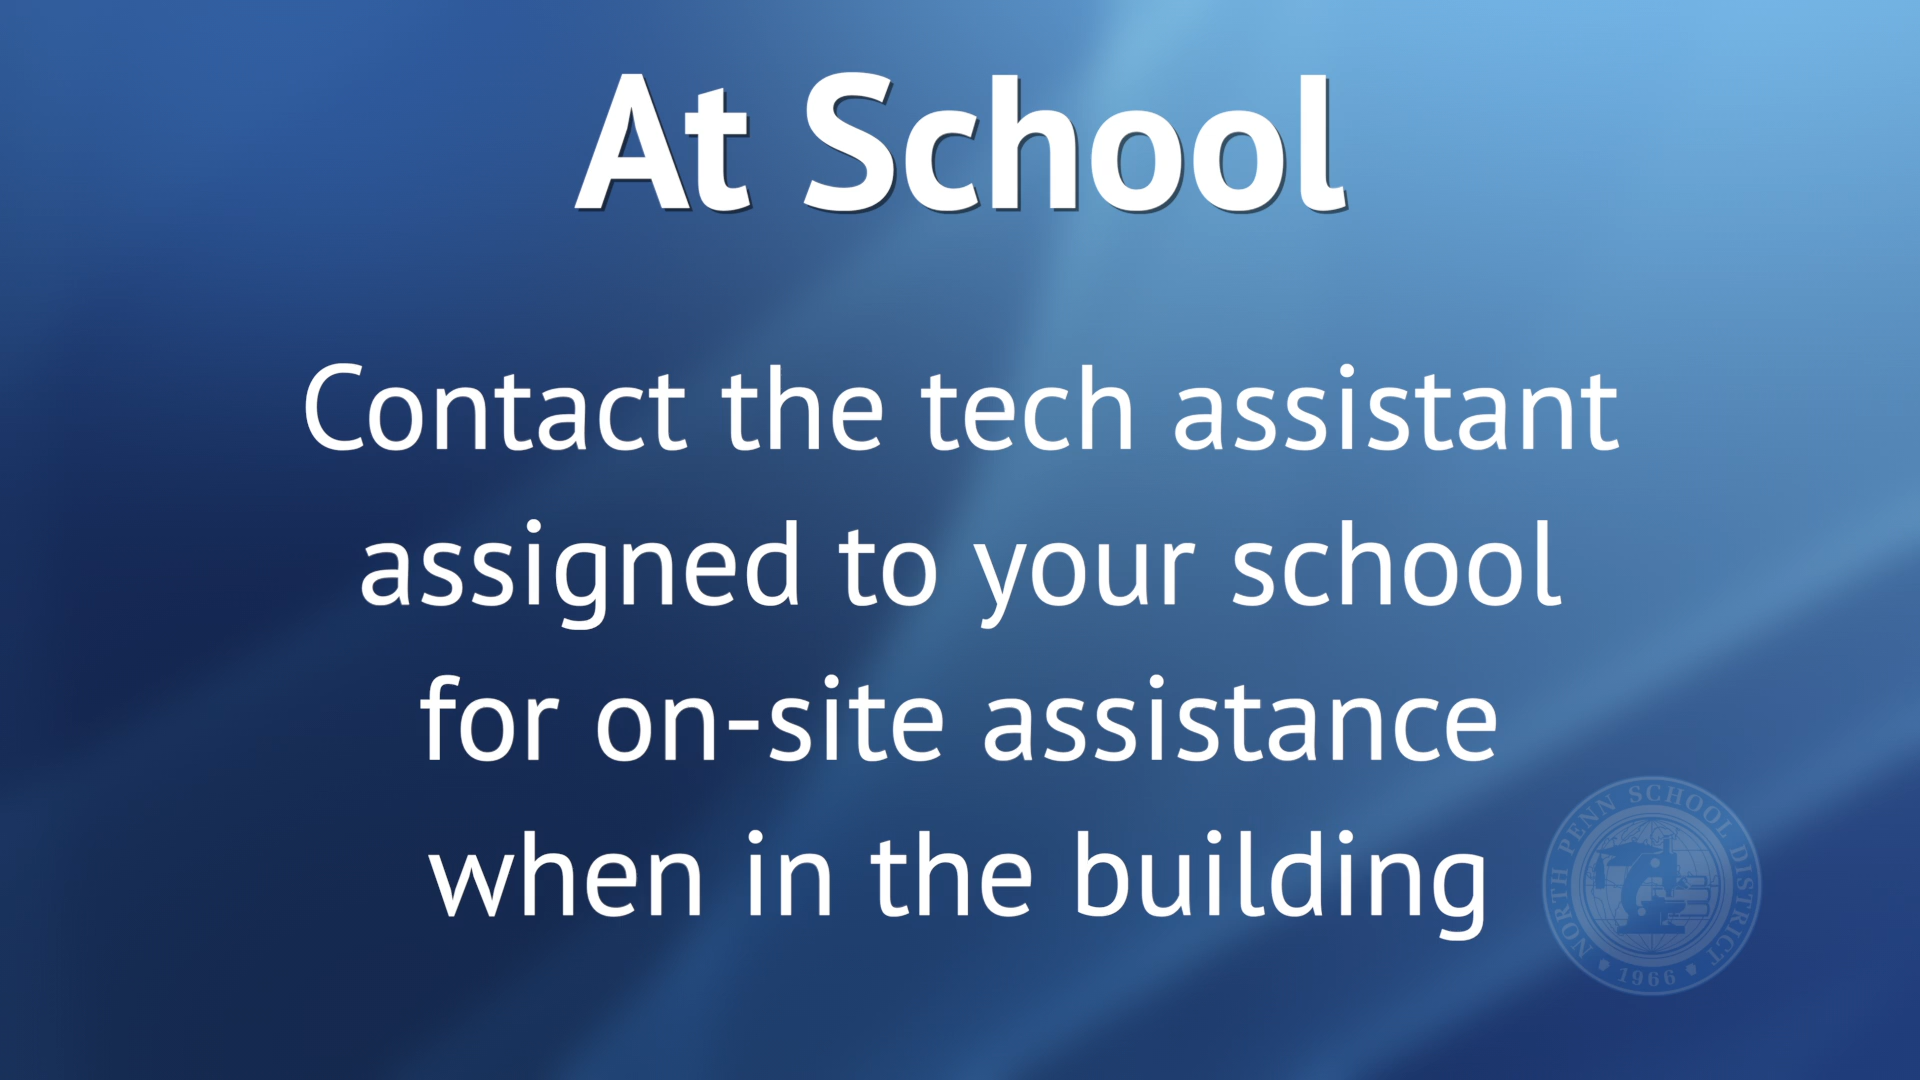 At School
Contact the tech assistant
assigned to your school
for on-site assistance
when in the building
NORTH PENN SCHOOL DISTRICT
• 1966 •